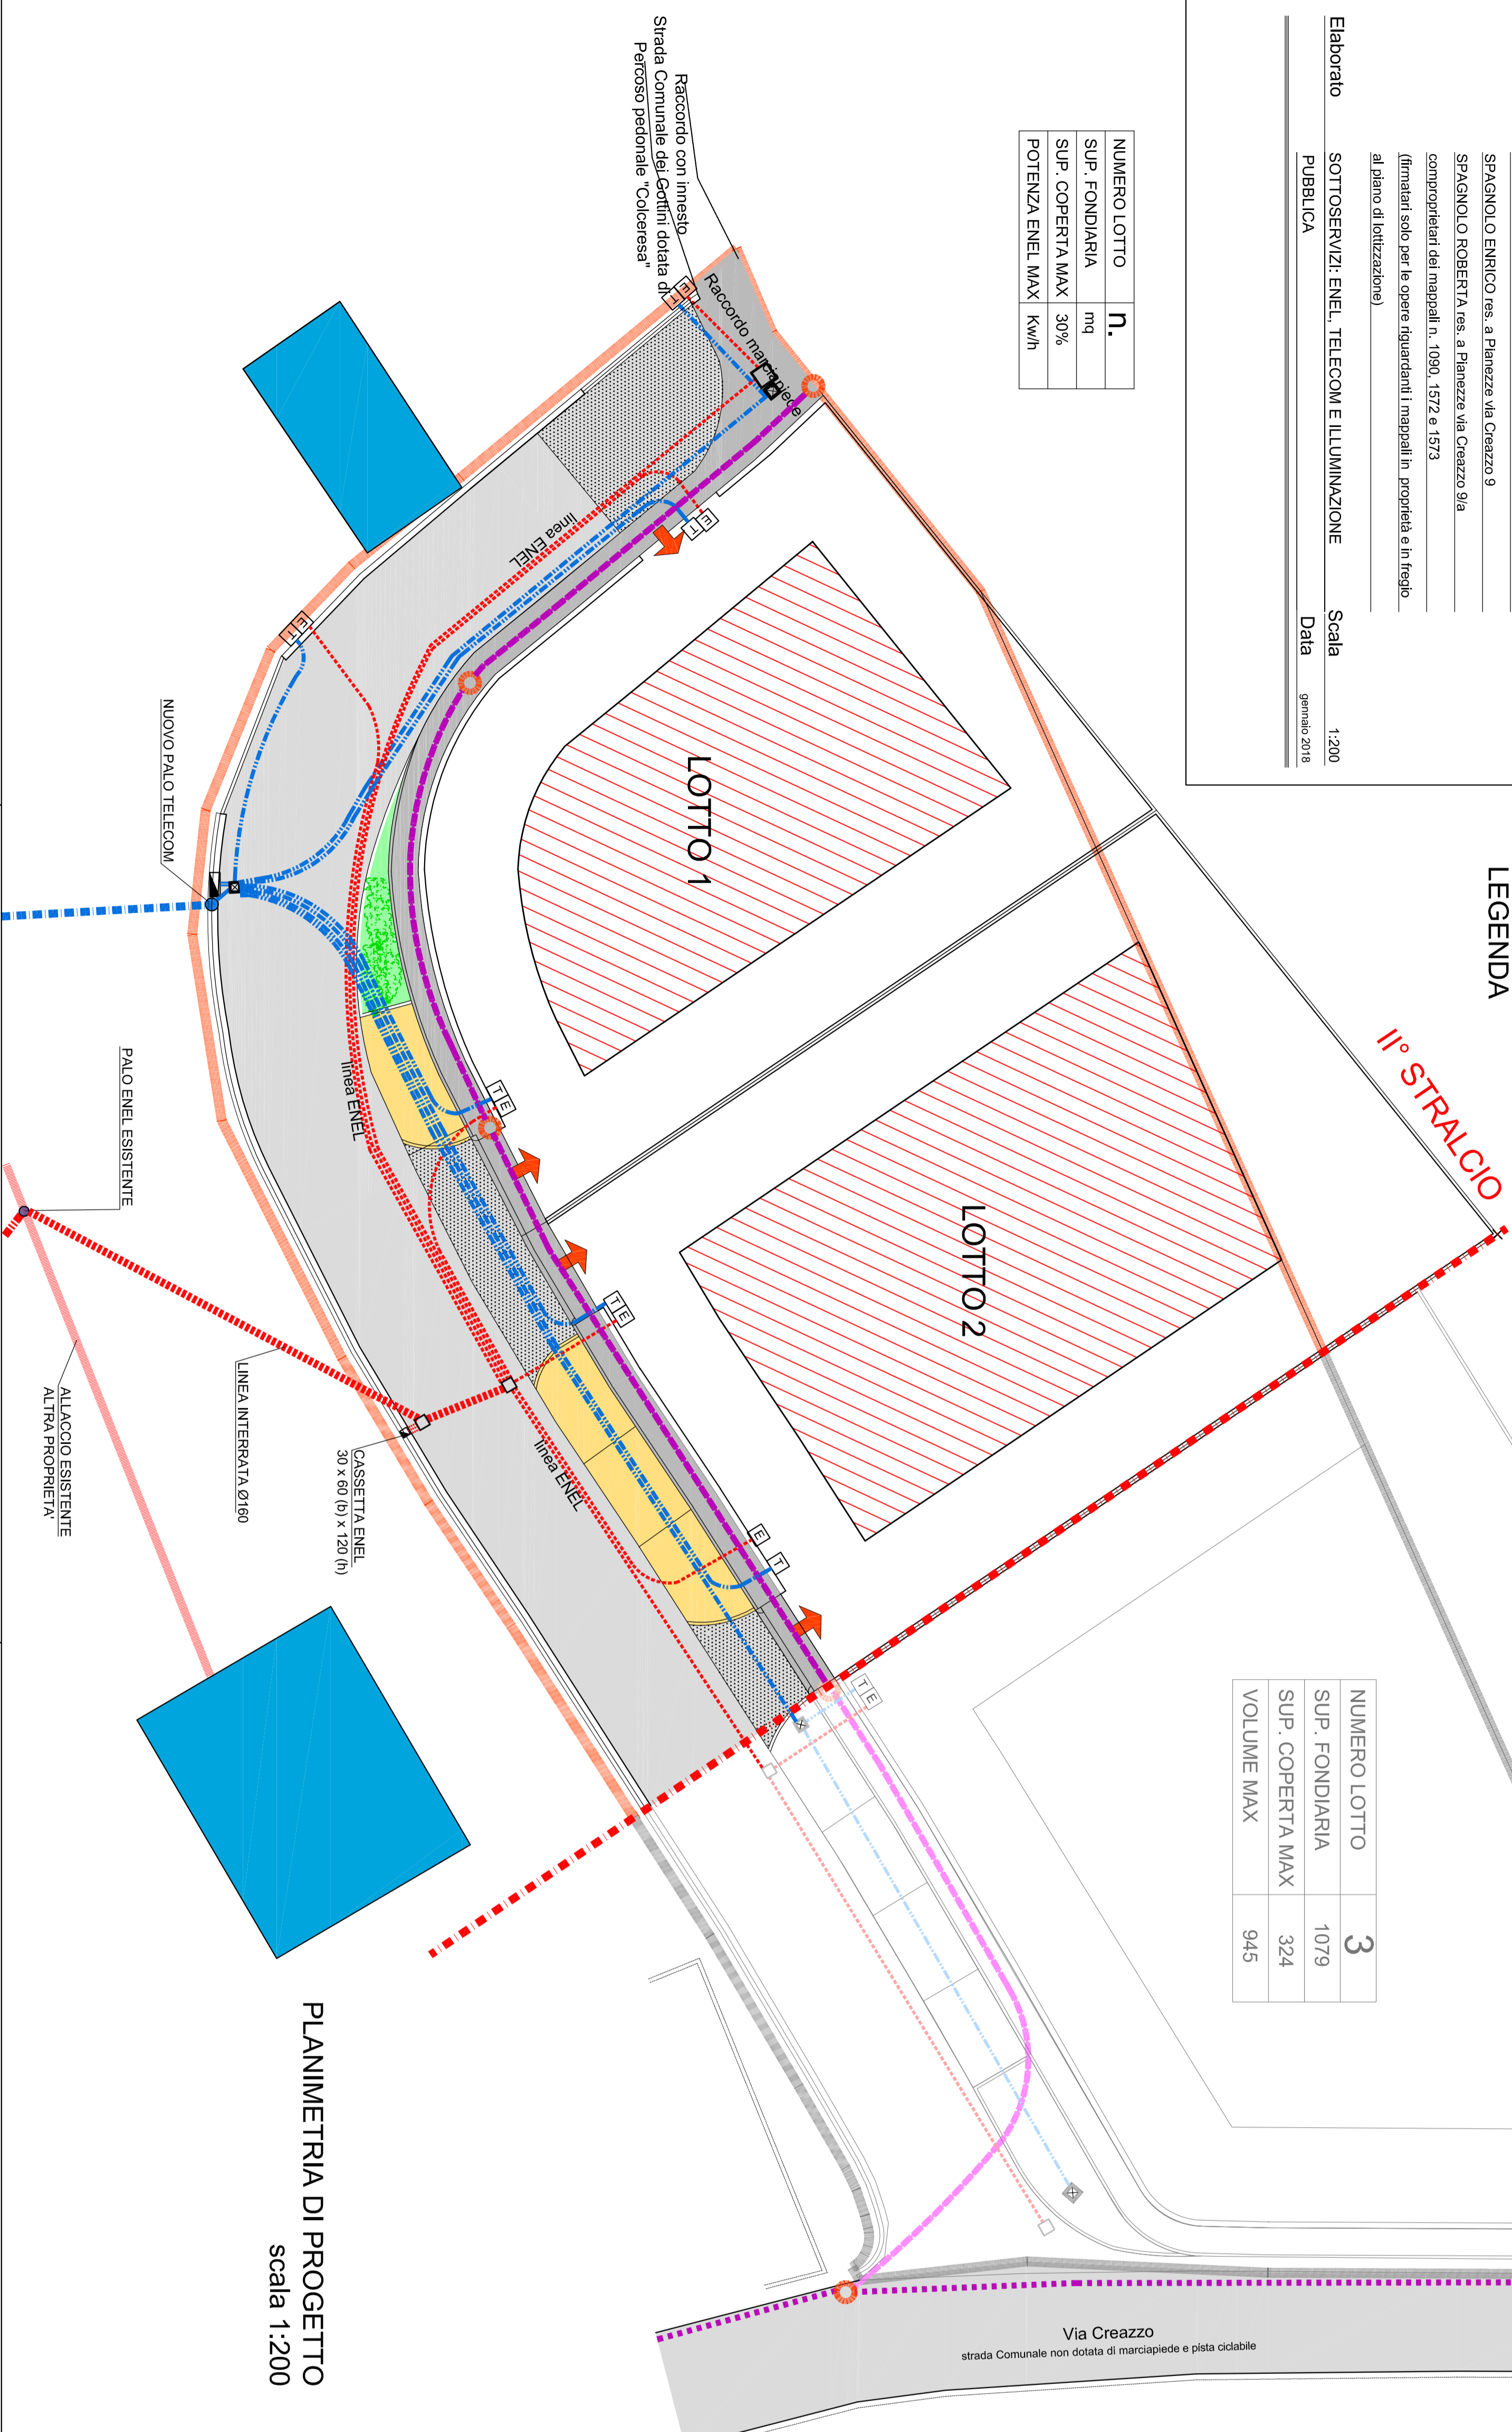 SPAGNOLO ENRICO res. a Pianezze via Creazzo 9
SPAGNOLO ROBERTA res. a Pianezze via Creazzo 9/a
comproprietari dei mappali n. 1090, 1572 e 1573
(firmatari solo per le opere riguardanti i mappali in proprietà e in fregio
al piano di lottizzazione)
Elaborato
SOTTOSERVIZI: ENEL, TELECOM E ILLUMINAZIONE
PUBBLICA
Scala 1:200
Data gennaio 2018
LEGENDA
II° STRALCIO
NUMERO LOTTO n.
SUP. FONDIARIA mq
SUP. COPERTA MAX 30%
POTENZA ENEL MAX Kw/h
NUMERO LOTTO 3
SUP. FONDIARIA 1079
SUP. COPERTA MAX 324
VOLUME MAX 945
Raccordo con innesto
Strada Comunale dei Gottini dotata di
Percoso pedonale "Colceresa"
Raccordo marciapiede
E T
E T
E T
T E
T E
E
T
T E
linea ENEL
linea ENEL
linea ENEL
LOTTO 1
LOTTO 2
NUOVO PALO TELECOM
PALO ENEL ESISTENTE
LINEA INTERRATA Ø160
CASSETTA ENEL
30 x 60 (b) x 120 (h)
ALLACCIO ESISTENTE
ALTRA PROPRIETA'
Via Creazzo
strada Comunale non dotata di marciapiede e pista ciclabile
PLANIMETRIA DI PROGETTO
scala 1:200